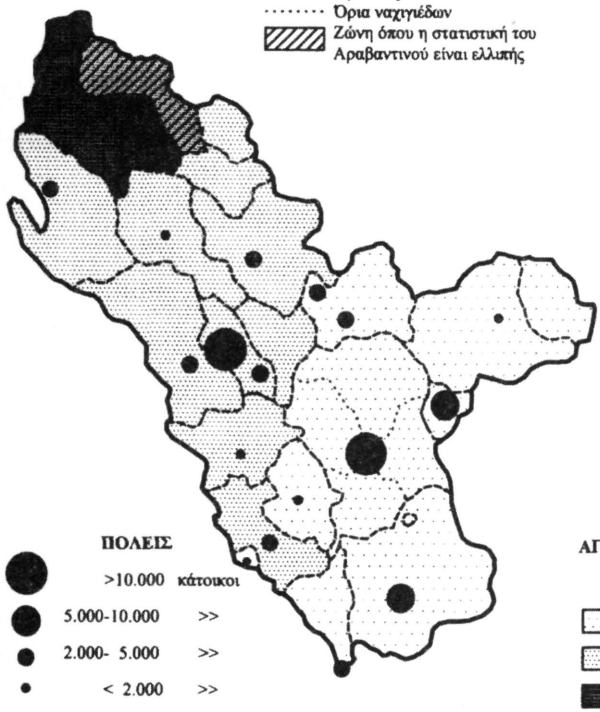 Όρια ναχιγιέδων
Ζώνη όπου η στατιστική του
Αραβαντινού είναι ελλιπής
ΠΟΛΕΙΣ
>10.000 κάτοικοι
5.000-10.000 >>
2.000- 5.000 >>
< 2.000 >>